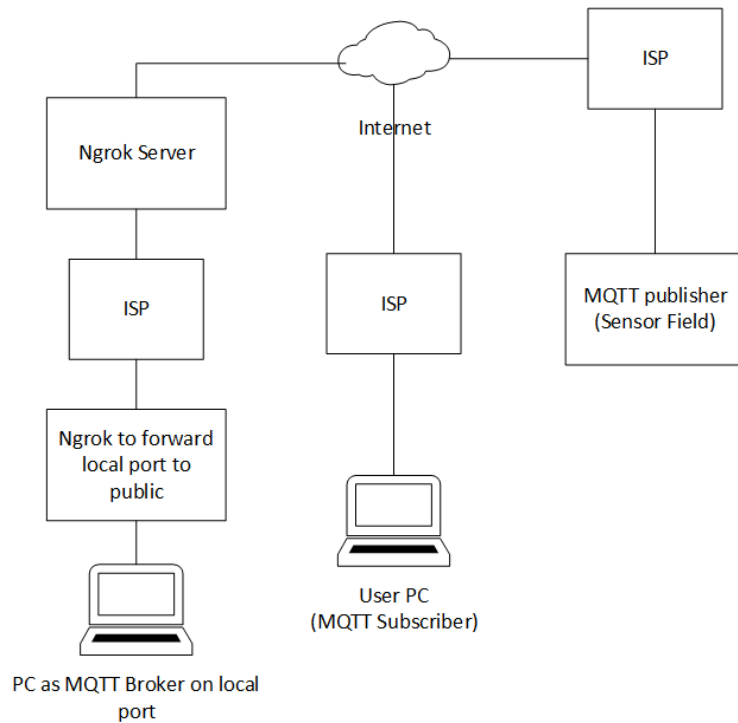 ISP
Internet
Ngrok Server
ISP
ISP
MQTT publisher
(Sensor Field)
Ngrok to forward
local port to
public
User PC
(MQTT Subscriber)
PC as MQTT Broker on local
port